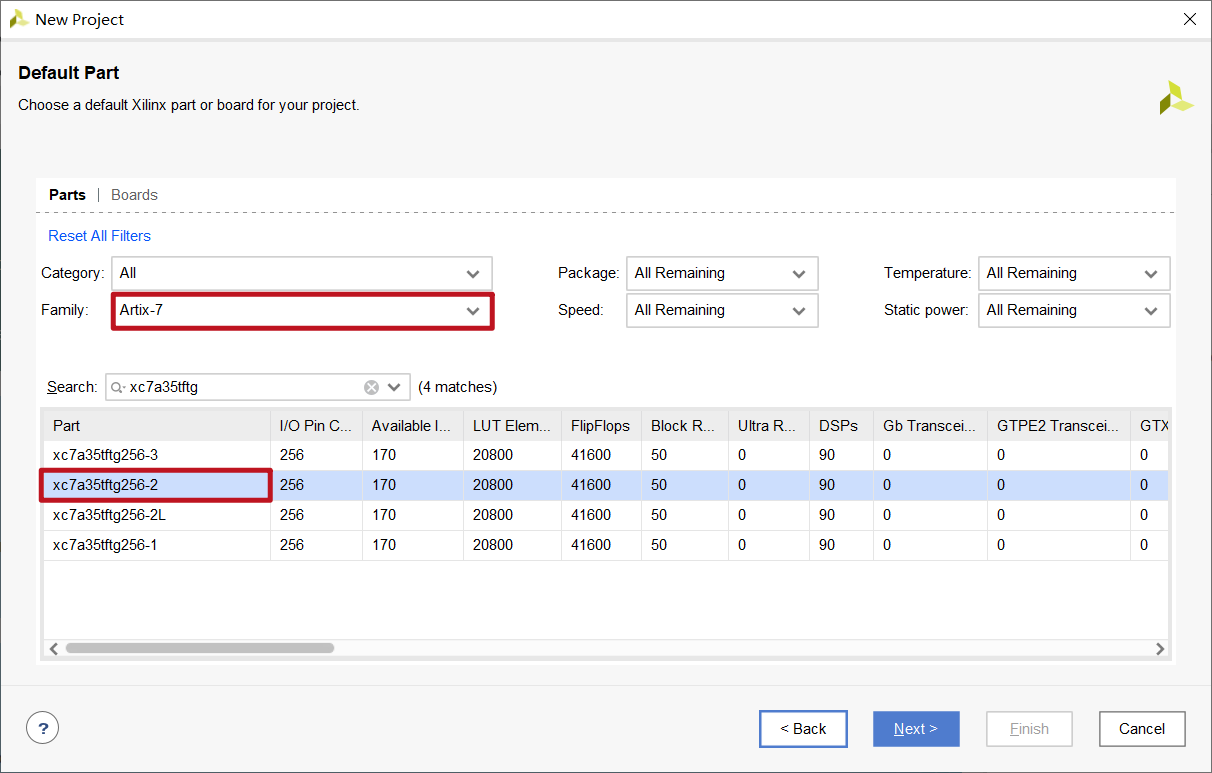 New Project
Default Part
Choose a default Xilinx part or board for your project.
Parts | Boards
Reset All Filters
Category: All Package: All Remaining Temperature: All Remaining
Family: Artix-7 Speed: All Remaining Static power: All Remaining
Search: xc7a35tftg (4 matches)
Part I/O Pin C... Available I... LUT Elem... FlipFlops Block R... Ultra R... DSPs Gb Transcei... GTPE2 Transcei... GTX
xc7a35tftg256-3 256 170 20800 41600 50 0 90 0 0 0
xc7a35tftg256-2 256 170 20800 41600 50 0 90 0 0 0
xc7a35tftg256-2L 256 170 20800 41600 50 0 90 0 0 0
xc7a35tftg256-1 256 170 20800 41600 50 0 90 0 0 0
? < Back Next > Finish Cancel